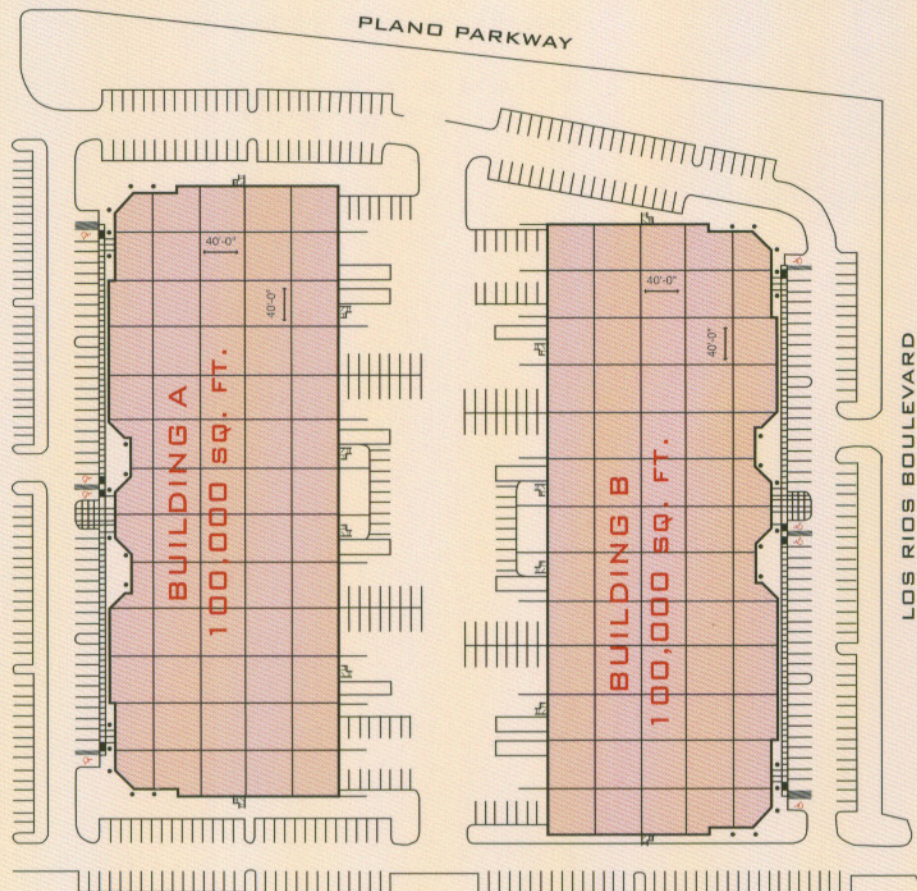 PLANO PARKWAY
40'-0"
40'-0"
BUILDING A
100,000 SQ. FT.
40'-0"
40'-0"
BUILDING B
100,000 SQ. FT.
LOS RIOS BOULEVARD